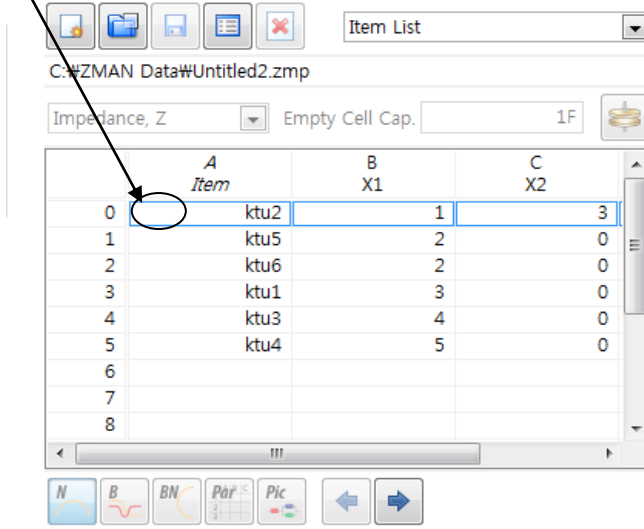 Item List
C:₩ZMAN Data₩Untitled2.zmp
Impedance, Z Empty Cell Cap. 1F
A B C
Item X1 X2
0 ktu2 1 3
1 ktu5 2 0
2 ktu6 2 0
3 ktu1 3 0
4 ktu3 4 0
5 ktu4 5 0
6
7
8
N B BN Par Pic